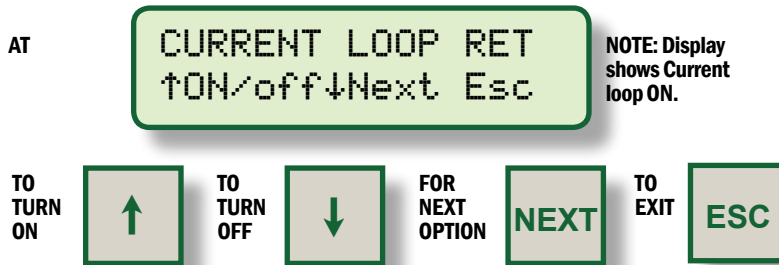 AT
CURRENT LOOP RET
↑ON/off↓Next Esc
NOTE: Display
shows Current
loop ON.
TO
TURN
ON
↑
TO
TURN
OFF
↓
FOR
NEXT
OPTION
NEXT
TO
EXIT
ESC